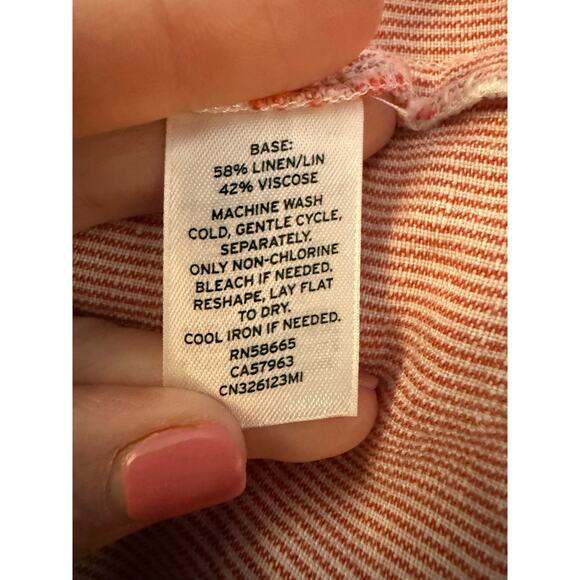 BASE:
58% LINEN/LIN
42% VISCOSE
MACHINE WASH
COLD, GENTLE CYCLE,
SEPARATELY.
ONLY NON-CHLORINE
BLEACH IF NEEDED.
RESHAPE, LAY FLAT
TO DRY.
COOL IRON IF NEEDED.
RN58665
CA57963
CN326123MI